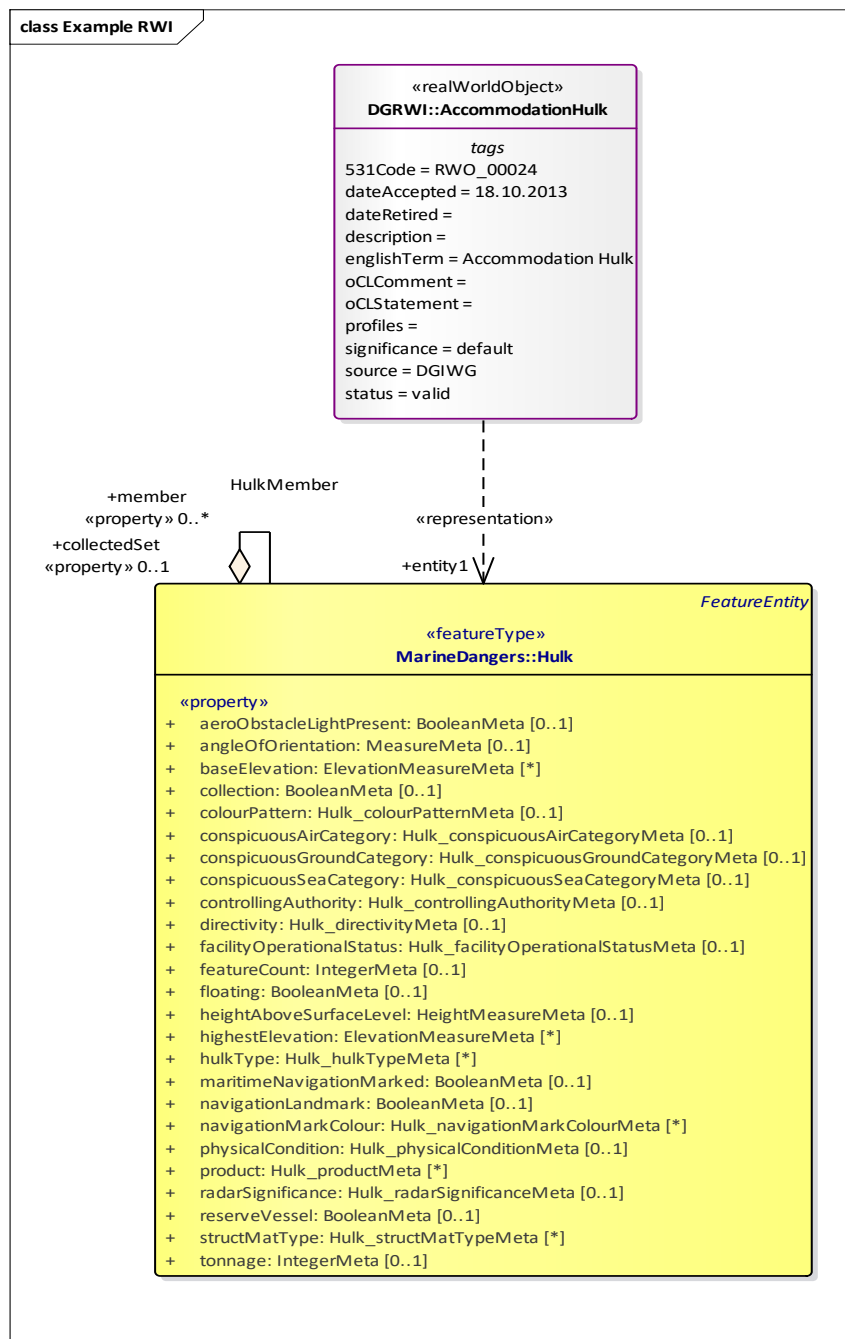 class Example RWI
«realWorldObject»
DGRWI::AccommodationHulk
tags
531Code = RWO_00024
dateAccepted = 18.10.2013
dateRetired =
description =
englishTerm = Accommodation Hulk
oCLComment =
oCLStatement =
profiles =
significance = default
source = DGIWG
status = valid
HulkMember
+member
«property» 0..*
+collectedSet
«property» 0..1
«representation»
+entity1
FeatureEntity
«featureType»
MarineDangers::Hulk
«property»
+ aeroObstacleLightPresent: BooleanMeta [0..1]
+ angleOfOrientation: MeasureMeta [0..1]
+ baseElevation: ElevationMeasureMeta [*]
+ collection: BooleanMeta [0..1]
+ colourPattern: Hulk_colourPatternMeta [0..1]
+ conspicuousAirCategory: Hulk_conspicuousAirCategoryMeta [0..1]
+ conspicuousGroundCategory: Hulk_conspicuousGroundCategoryMeta [0..1]
+ conspicuousSeaCategory: Hulk_conspicuousSeaCategoryMeta [0..1]
+ controllingAuthority: Hulk_controllingAuthorityMeta [0..1]
+ directivity: Hulk_directivityMeta [0..1]
+ facilityOperationalStatus: Hulk_facilityOperationalStatusMeta [0..1]
+ featureCount: IntegerMeta [0..1]
+ floating: BooleanMeta [0..1]
+ heightAboveSurfaceLevel: HeightMeasureMeta [0..1]
+ highestElevation: ElevationMeasureMeta [*]
+ hulkType: Hulk_hulkTypeMeta [*]
+ maritimeNavigationMarked: BooleanMeta [0..1]
+ navigationLandmark: BooleanMeta [0..1]
+ navigationMarkColour: Hulk_navigationMarkColourMeta [*]
+ physicalCondition: Hulk_physicalConditionMeta [0..1]
+ product: Hulk_productMeta [*]
+ radarSignificance: Hulk_radarSignificanceMeta [0..1]
+ reserveVessel: BooleanMeta [0..1]
+ structMatType: Hulk_structMatTypeMeta [*]
+ tonnage: IntegerMeta [0..1]